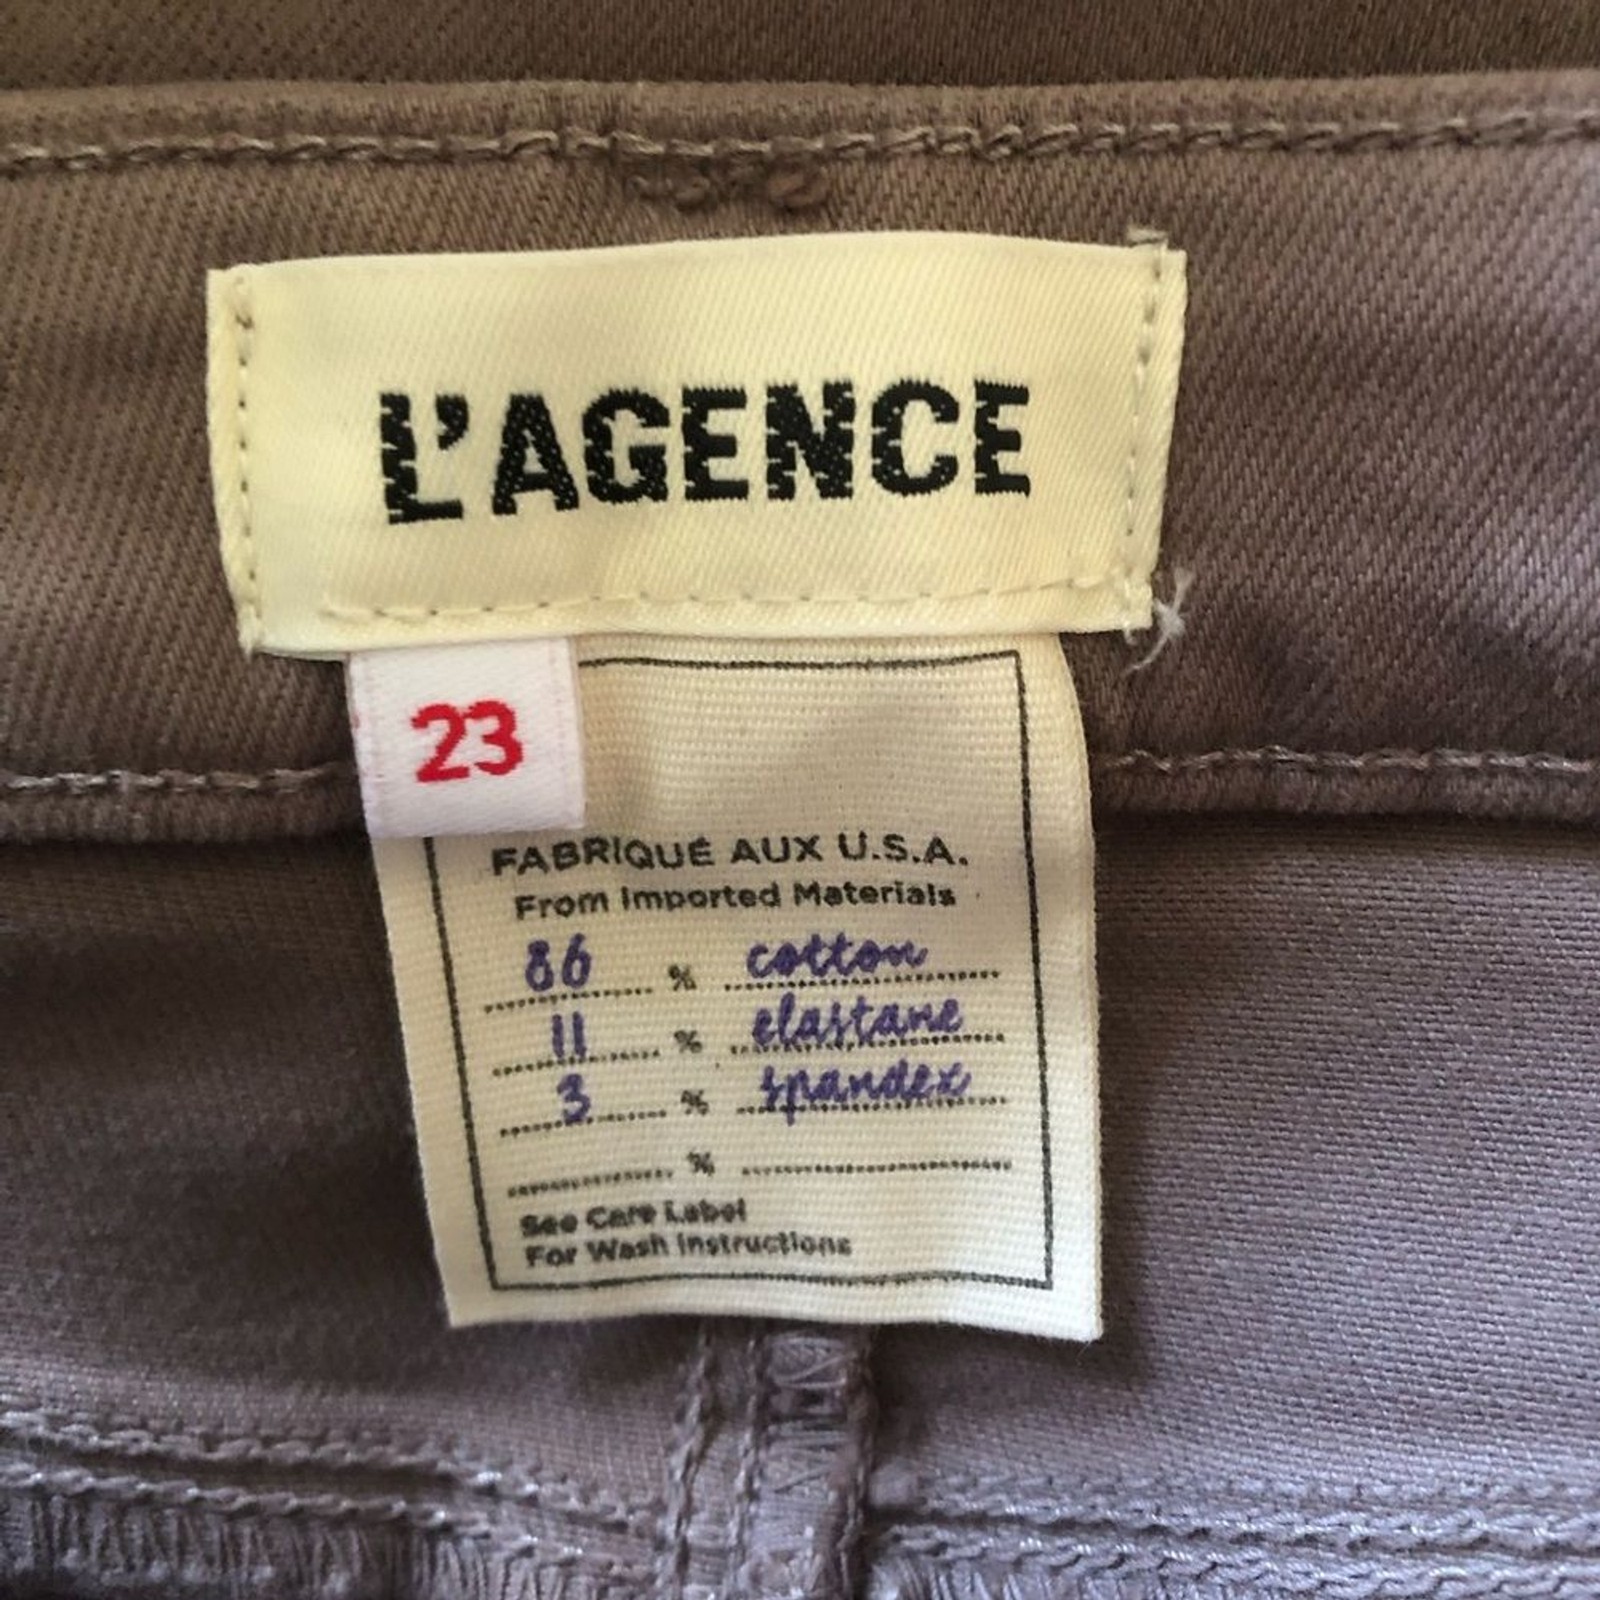 L'AGENCE
23
FABRIQUÉ AUX U.S.A.
From Imported Materials
86 % cotton
11 % elastane
3 % spandex
%
See Care Label
For Wash Instructions